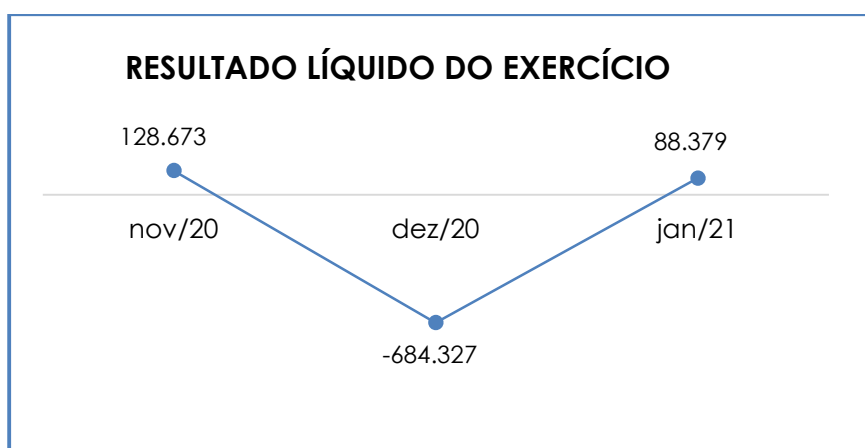 RESULTADO LÍQUIDO DO EXERCÍCIO
128.673
88.379
nov/20 dez/20 jan/21
-684.327